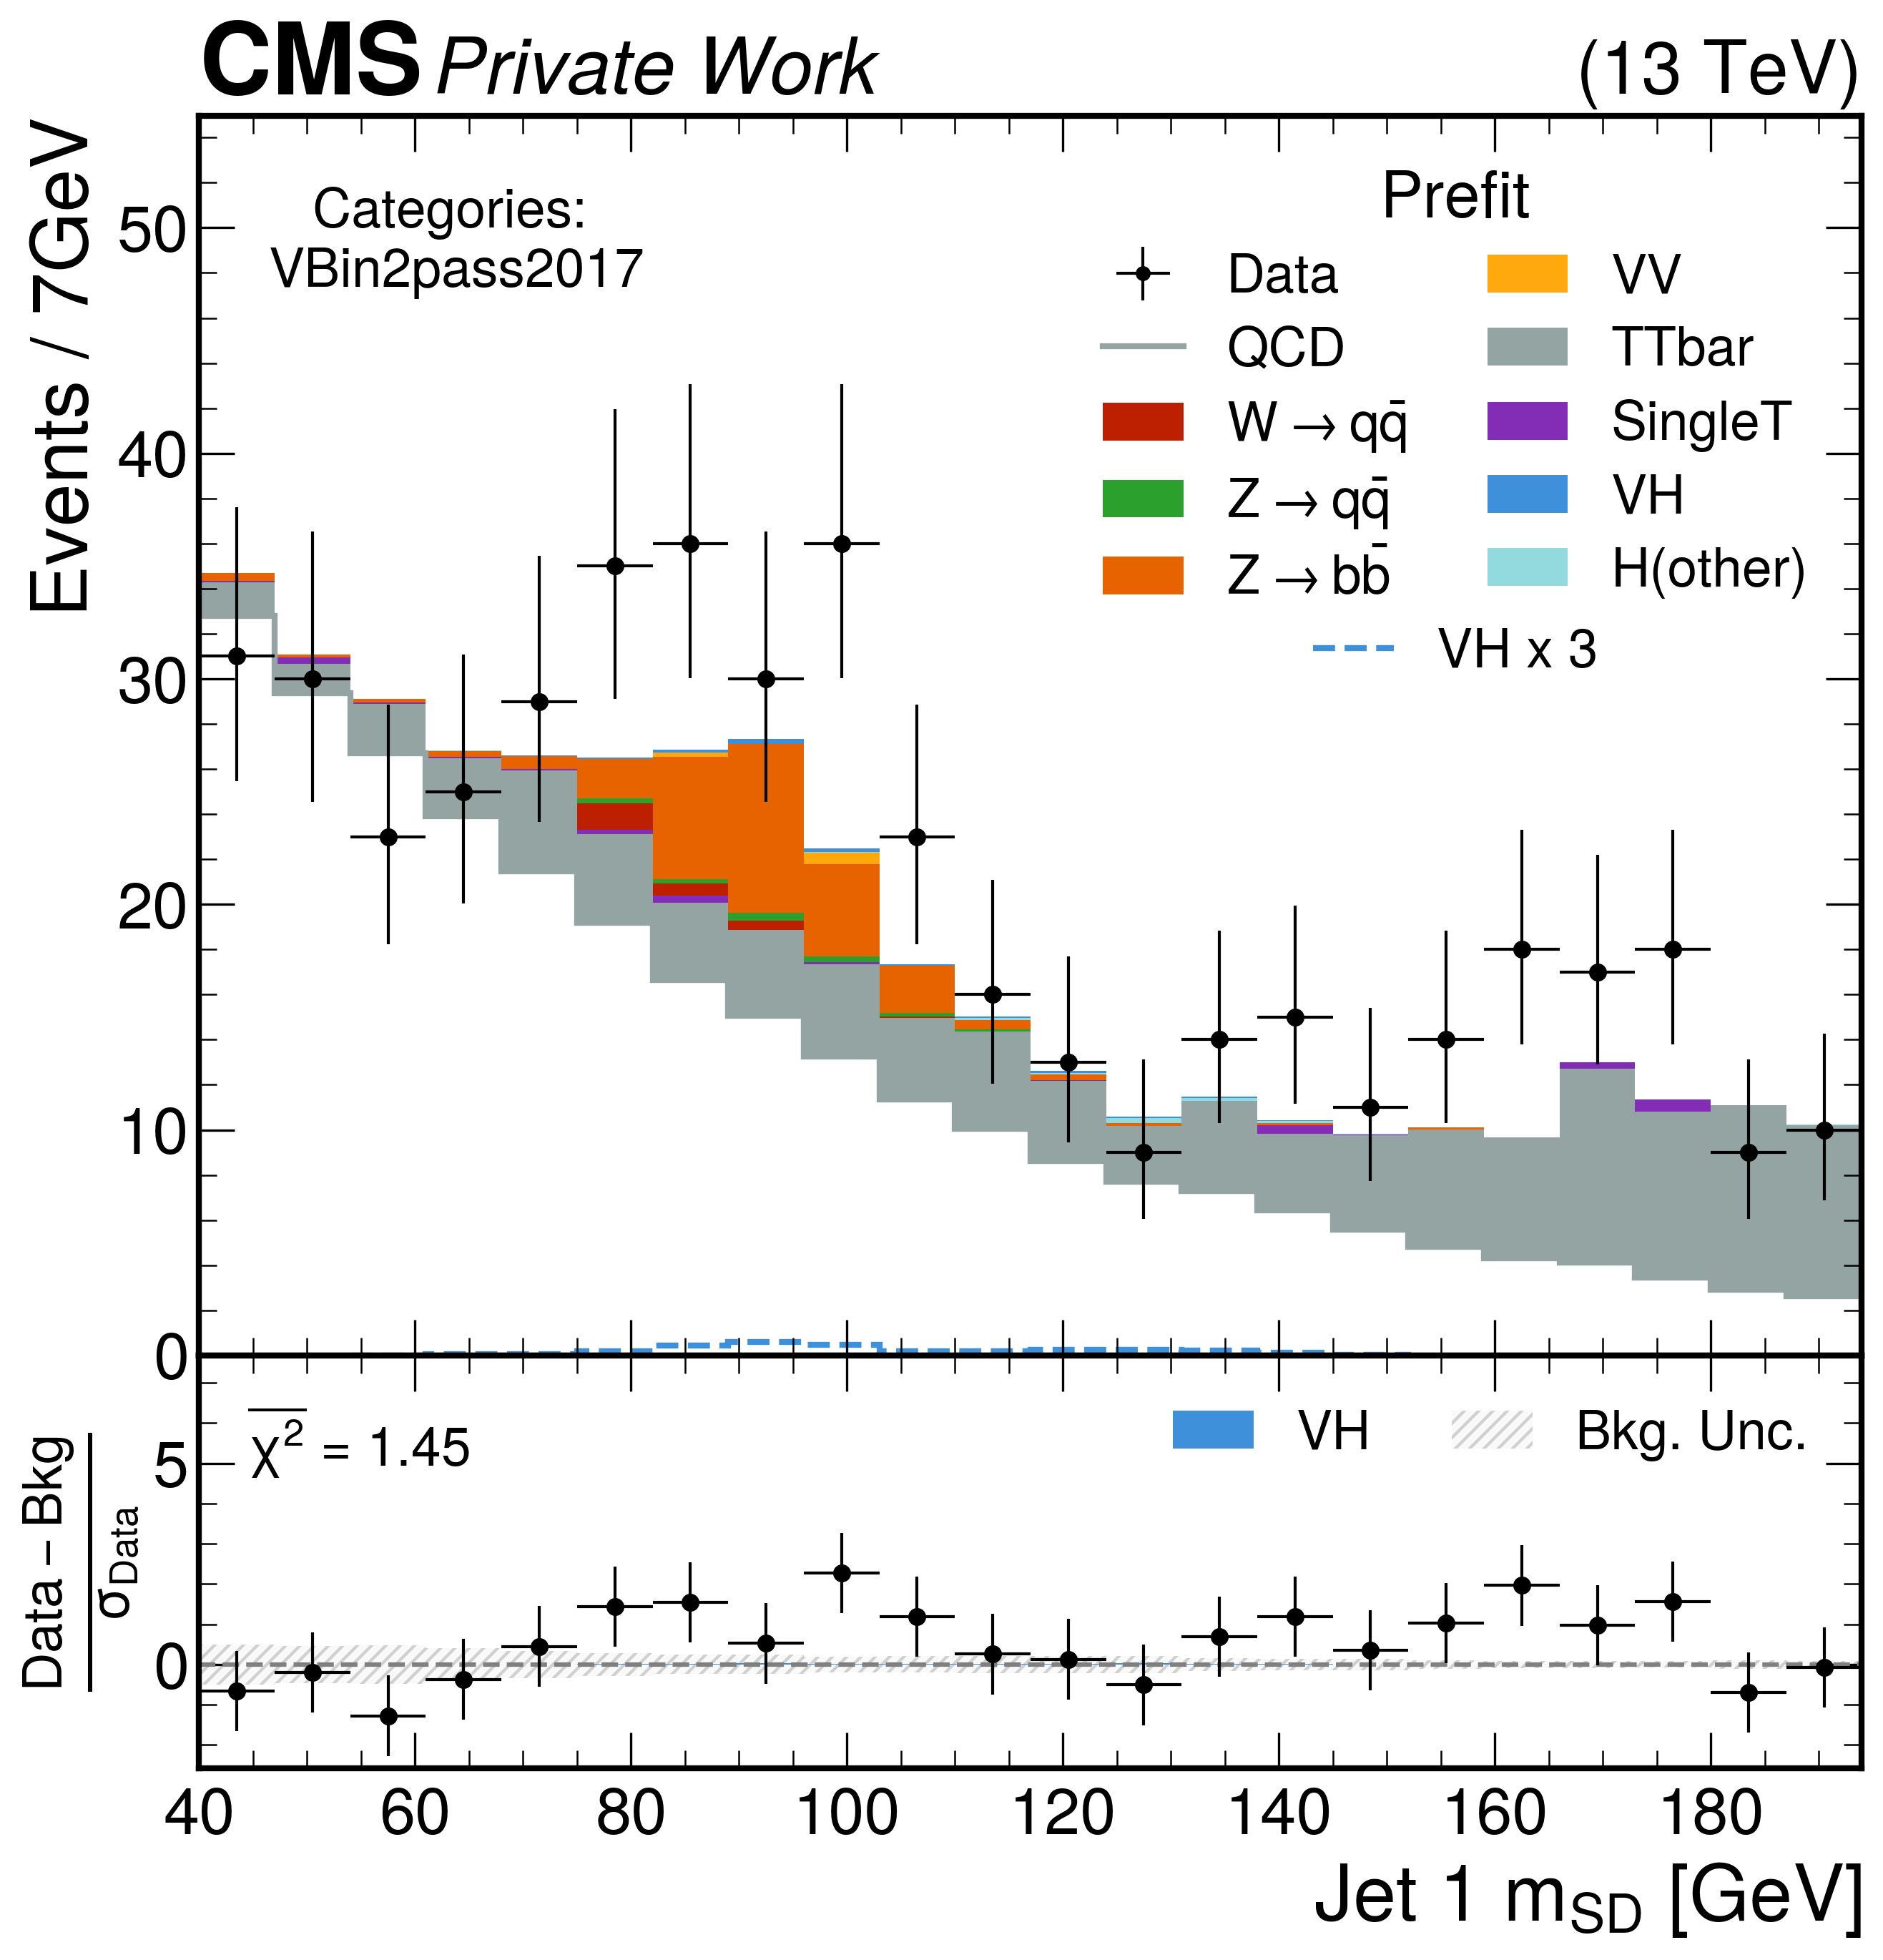 CMS Private Work (13 TeV)
Events / 7GeV
50
40
30
20
10
0
Categories:
VBin2pass2017
Prefit
Data
QCD
W → qq̄
Z → qq̄
Z → bb̄
VV
TTbar
SingleT
VH
H(other)
VH x 3
Data − Bkg
σData
5
0
χ² = 1.45
VH
Bkg. Unc.
40 60 80 100 120 140 160 180
Jet 1 mSD [GeV]